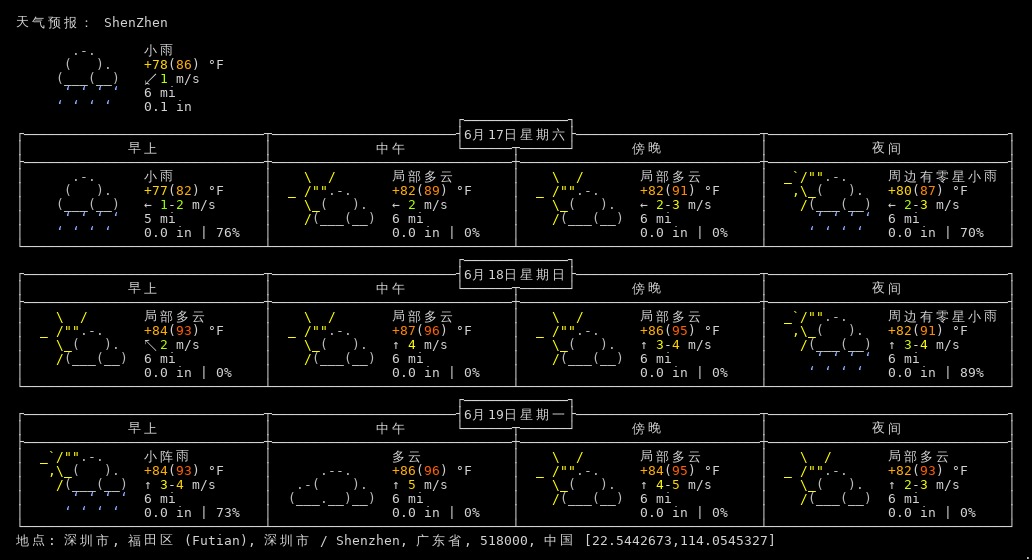 天气预报： ShenZhen
小雨
+78(86) °F
↙ 1 m/s
6 mi
0.1 in
6月17日星期六
早上 中午 傍晚 夜间
小雨 局部多云 局部多云 周边有零星小雨
+77(82) °F +82(89) °F +82(91) °F +80(87) °F
← 1-2 m/s ← 2 m/s ← 2-3 m/s ← 2-3 m/s
5 mi 6 mi 6 mi 6 mi
0.0 in | 76% 0.0 in | 0% 0.0 in | 0% 0.0 in | 70%
6月18日星期日
早上 中午 傍晚 夜间
局部多云 局部多云 局部多云 周边有零星小雨
+84(93) °F +87(96) °F +86(95) °F +82(91) °F
↖ 2 m/s ↑ 4 m/s ↑ 3-4 m/s ↑ 3-4 m/s
6 mi 6 mi 6 mi 6 mi
0.0 in | 0% 0.0 in | 0% 0.0 in | 0% 0.0 in | 89%
6月19日星期一
早上 中午 傍晚 夜间
小阵雨 多云 局部多云 局部多云
+84(93) °F +86(96) °F +84(95) °F +82(93) °F
↑ 3-4 m/s ↑ 5 m/s ↑ 4-5 m/s ↑ 2-3 m/s
6 mi 6 mi 6 mi 6 mi
0.0 in | 73% 0.0 in | 0% 0.0 in | 0% 0.0 in | 0%
地点: 深圳市, 福田区 (Futian), 深圳市 / Shenzhen, 广东省, 518000, 中国 [22.5442673,114.0545327]